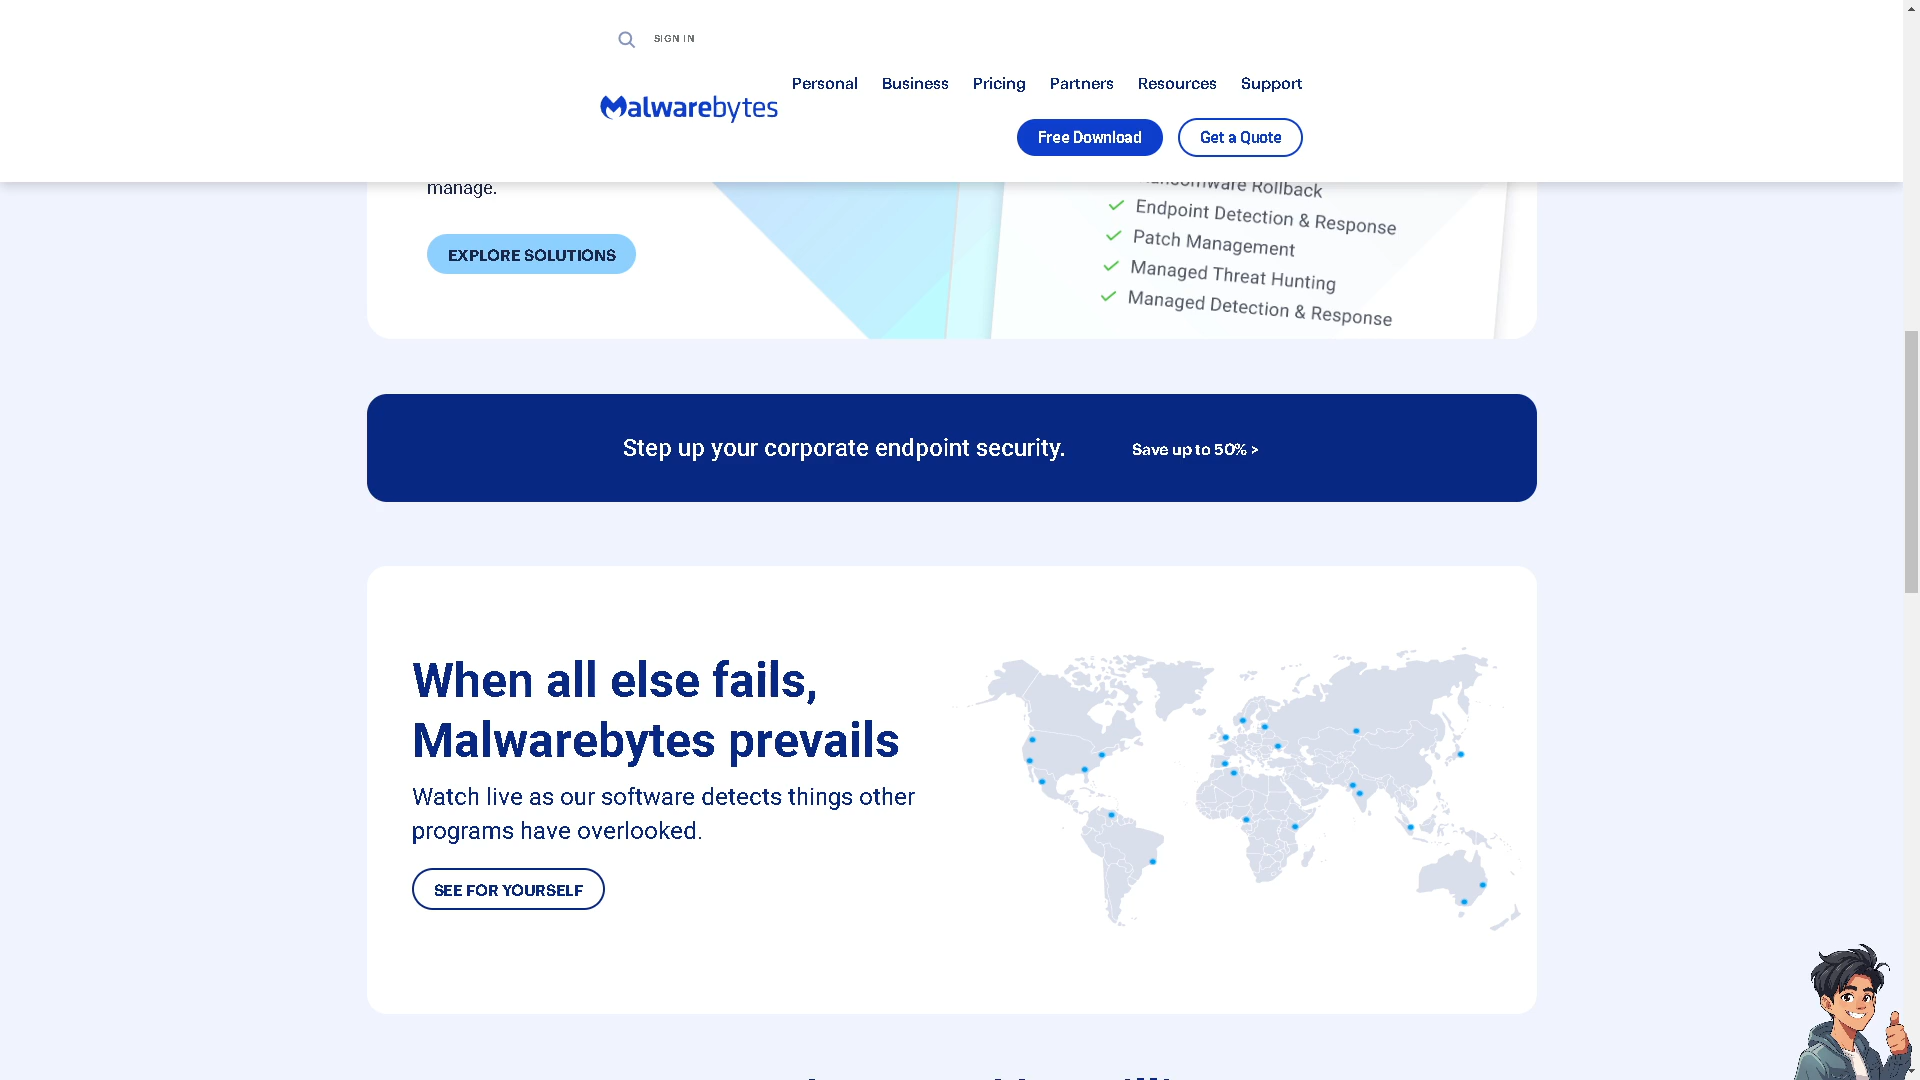 SIGN IN
Personal Business Pricing Partners Resources Support
Malwarebytes
Free Download Get a Quote
manage.
Ransomware Rollback
Endpoint Detection & Response
EXPLORE SOLUTIONS
Patch Management
Managed Threat Hunting
Managed Detection & Response
Step up your corporate endpoint security. Save up to 50% >
When all else fails,
Malwarebytes prevails
Watch live as our software detects things other
programs have overlooked.
SEE FOR YOURSELF